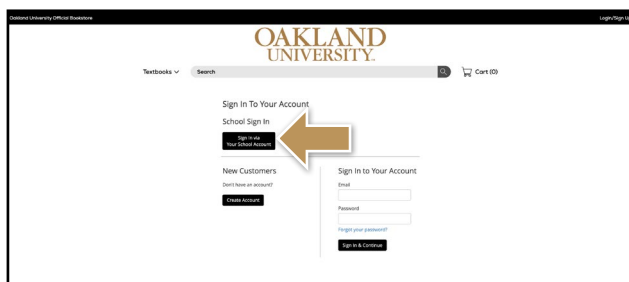 Oakland University Official Bookstore
Login/Sign Up
OAKLAND
UNIVERSITY™
Textbooks
Search
Cart (0)
Sign In To Your Account
School Sign In
Sign In via
Your School Account
New Customers
Don't have an account?
Create Account
Sign In to Your Account
Email
Password
Forgot your password?
Sign In & Continue